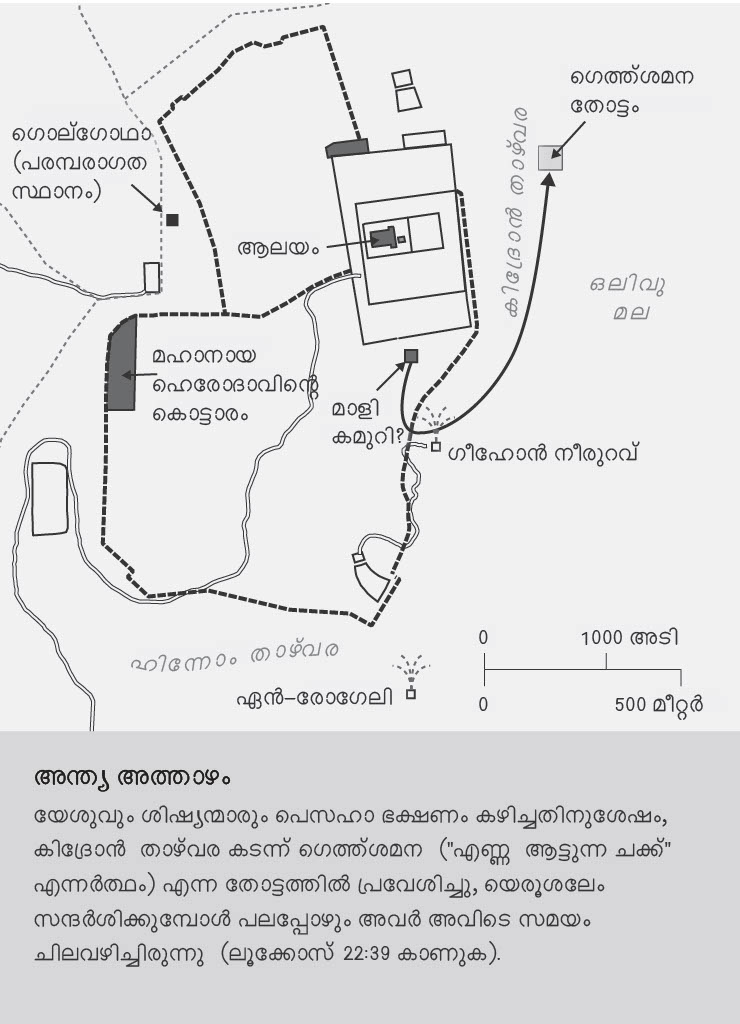 ഗെത്ത്ശമന
തോട്ടം
ഗൊല്ഗോഥാ
(പരമ്പരാഗത
സ്ഥാനം)
കിദ്രോൻ താഴ്‌വര
ആലയം
ഒലിവു
മല
മഹാനായ
ഹെരോദാവിന്റെ
കൊട്ടാരം
മാളി
കമുറി?
ഗീഹോൻ നീരുറവ്
ഹിന്നോം താഴ്‌വര
ഏൻ-രോഗേലി
0 1000 അടി
0 500 മീറ്റർ
അന്ത്യ അത്താഴം
യേശുവും ശിഷ്യന്മാരും പെസഹാ ഭക്ഷണം കഴിച്ചതിനുശേഷം,
കിദ്രോൻ താഴ്‌വര കടന്ന് ഗെത്ത്ശമന ("എണ്ണ ആട്ടുന്ന ചക്ക്"
എന്നർത്ഥം) എന്ന തോട്ടത്തിൽ പ്രവേശിച്ചു, യെരൂശലേം
സന്ദർശിക്കുമ്പോൾ പലപ്പോഴും അവർ അവിടെ സമയം
ചിലവഴിച്ചിരുന്നു (ലൂക്കോസ് 22:39 കാണുക).